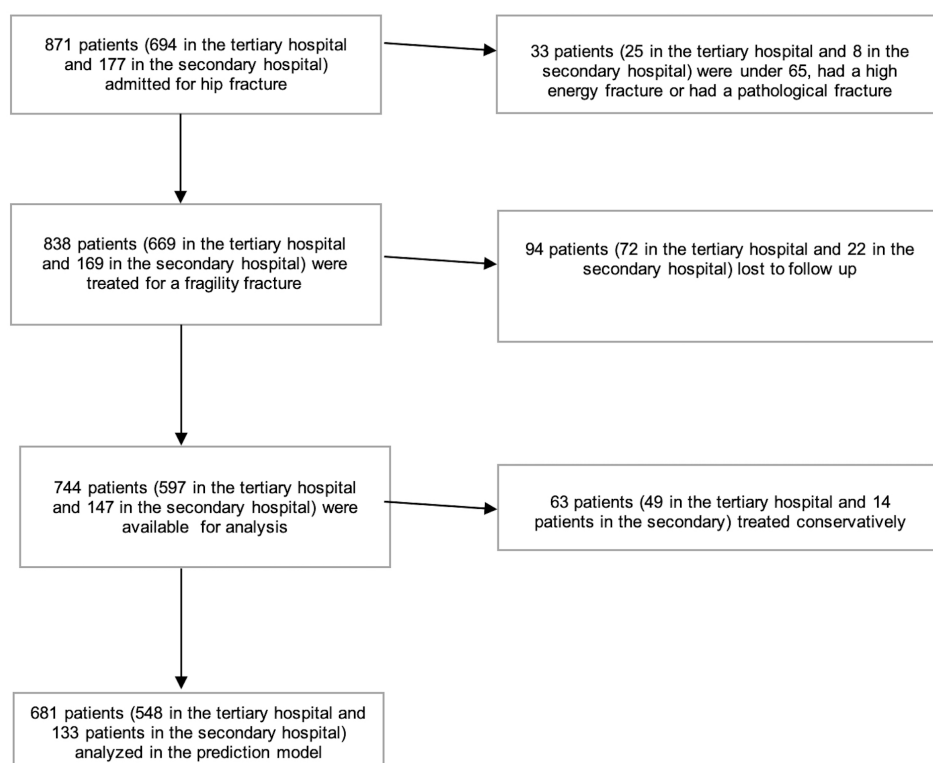 871 patients (694 in the tertiary hospital
and 177 in the secondary hospital)
admitted for hip fracture
33 patients (25 in the tertiary hospital and 8 in the
secondary hospital) were under 65, had a high
energy fracture or had a pathological fracture
838 patients (669 in the tertiary hospital
and 169 in the secondary hospital) were
treated for a fragility fracture
94 patients (72 in the tertiary hospital and 22 in the
secondary hospital) lost to follow up
744 patients (597 in the tertiary hospital
and 147 in the secondary hospital) were
available for analysis
63 patients (49 in the tertiary hospital and 14
patients in the secondary) treated conservatively
681 patients (548 in the tertiary hospital and
133 patients in the secondary hospital)
analyzed in the prediction model